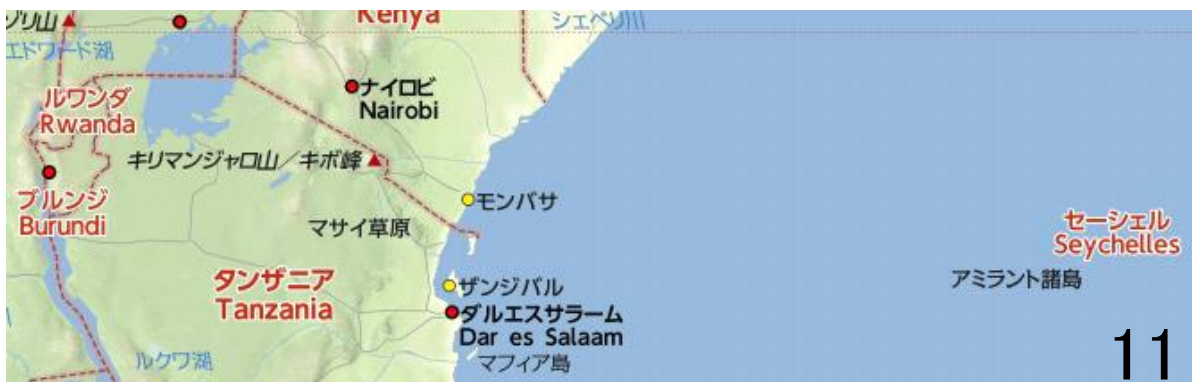 Kenya
シェベリ川
ゾリ山
エドワード湖
ナイロビ
Nairobi
ルワンダ
Rwanda
キリマンジャロ山/キボ峰
ブルンジ
Burundi
モンバサ
マサイ草原
セーシェル
Seychelles
タンザニア
Tanzania
アミラント諸島
ザンジバル
ダルエスサラーム
Dar es Salaam
マフィア島
ルクワ湖
11